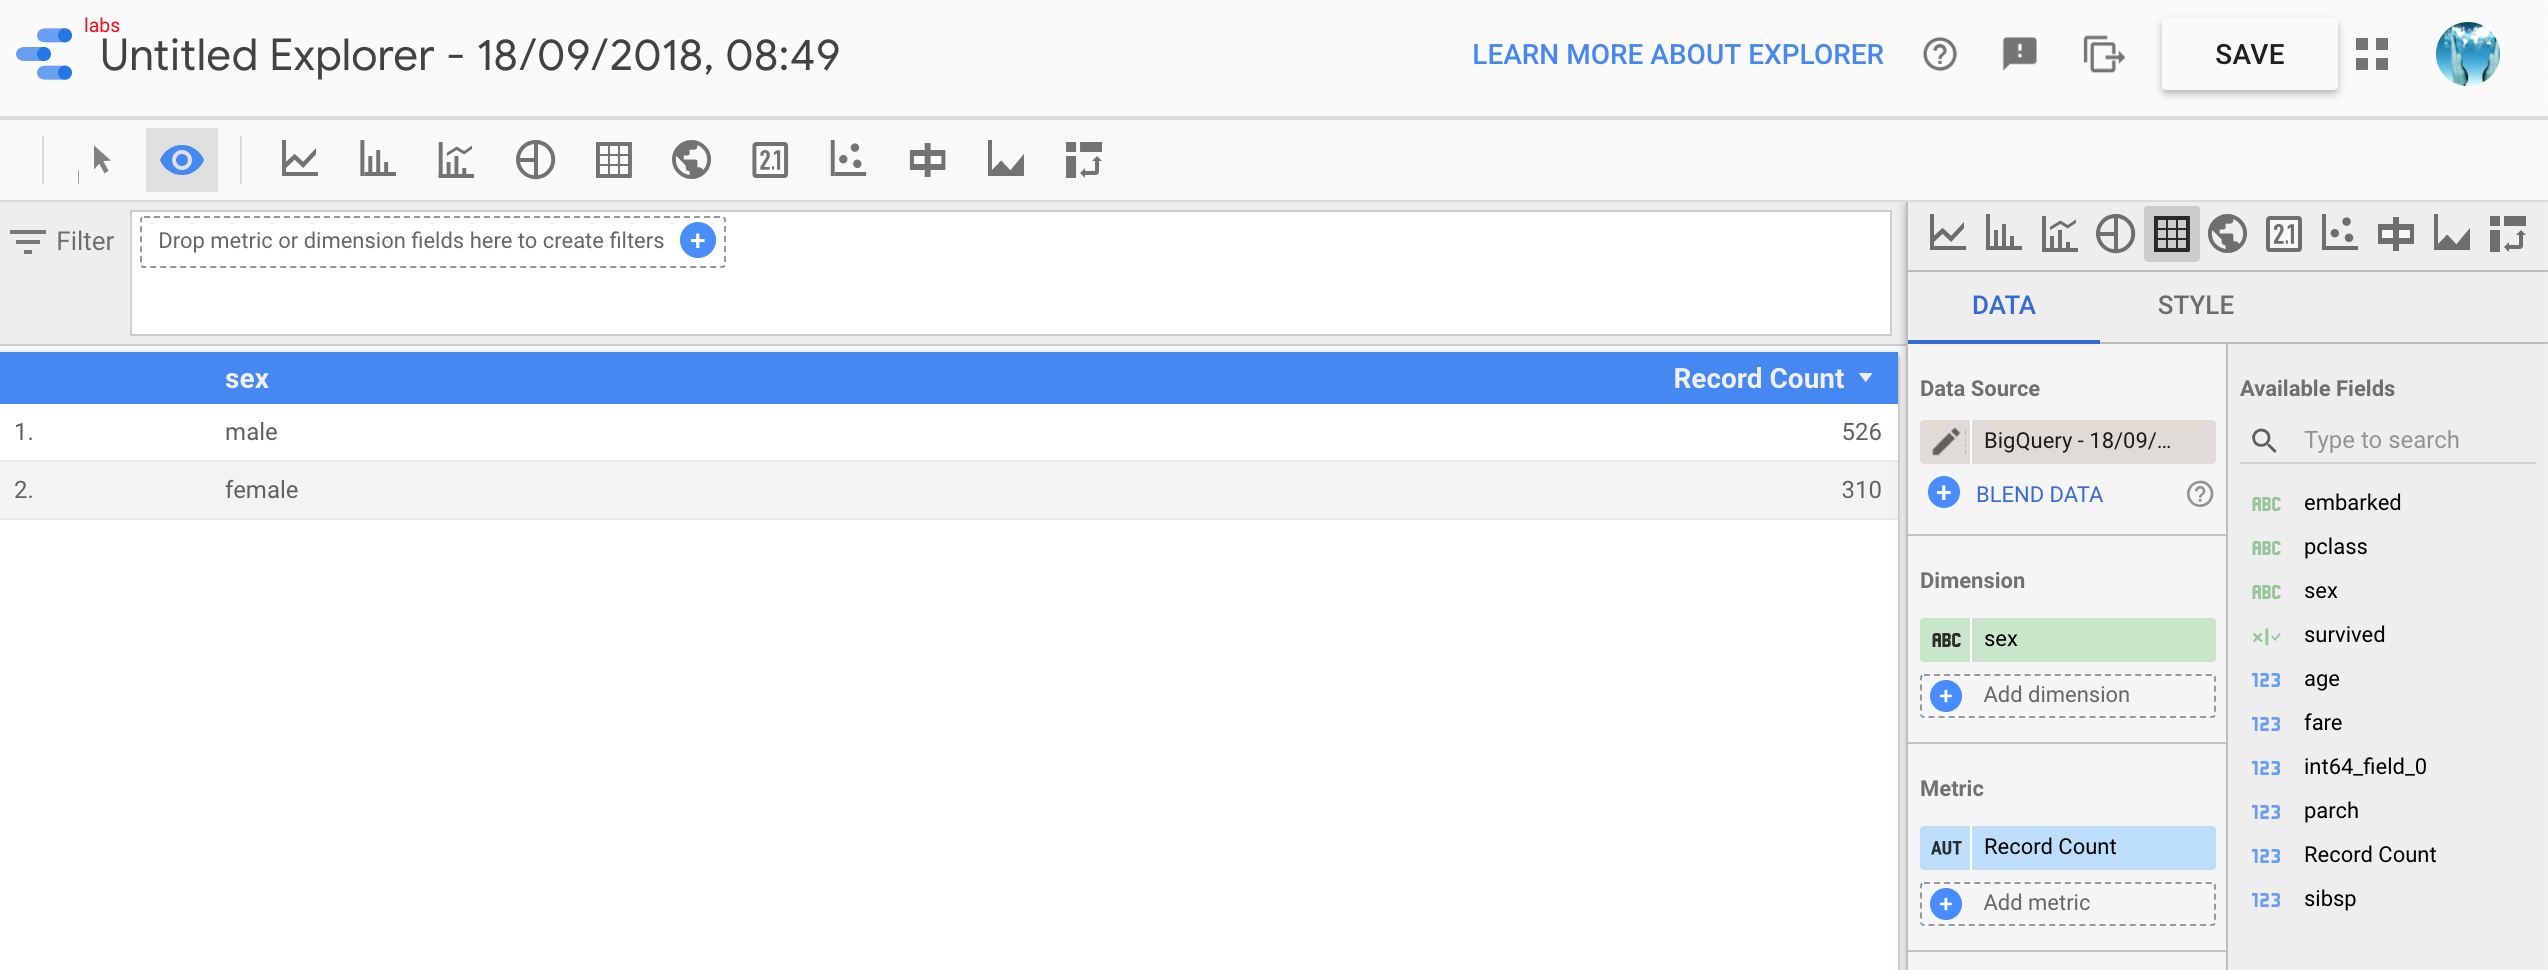 labs
Untitled Explorer - 18/09/2018, 08:49
LEARN MORE ABOUT EXPLORER
SAVE
2.1
Filter
Drop metric or dimension fields here to create filters
2.1
DATA STYLE
sex Record Count
1. male 526
2. female 310
Data Source
BigQuery - 18/09/...
BLEND DATA
Dimension
ABC sex
Add dimension
Metric
AUT Record Count
Add metric
Available Fields
Type to search
ABC embarked
ABC pclass
ABC sex
survived
123 age
123 fare
123 int64_field_0
123 parch
123 Record Count
123 sibsp